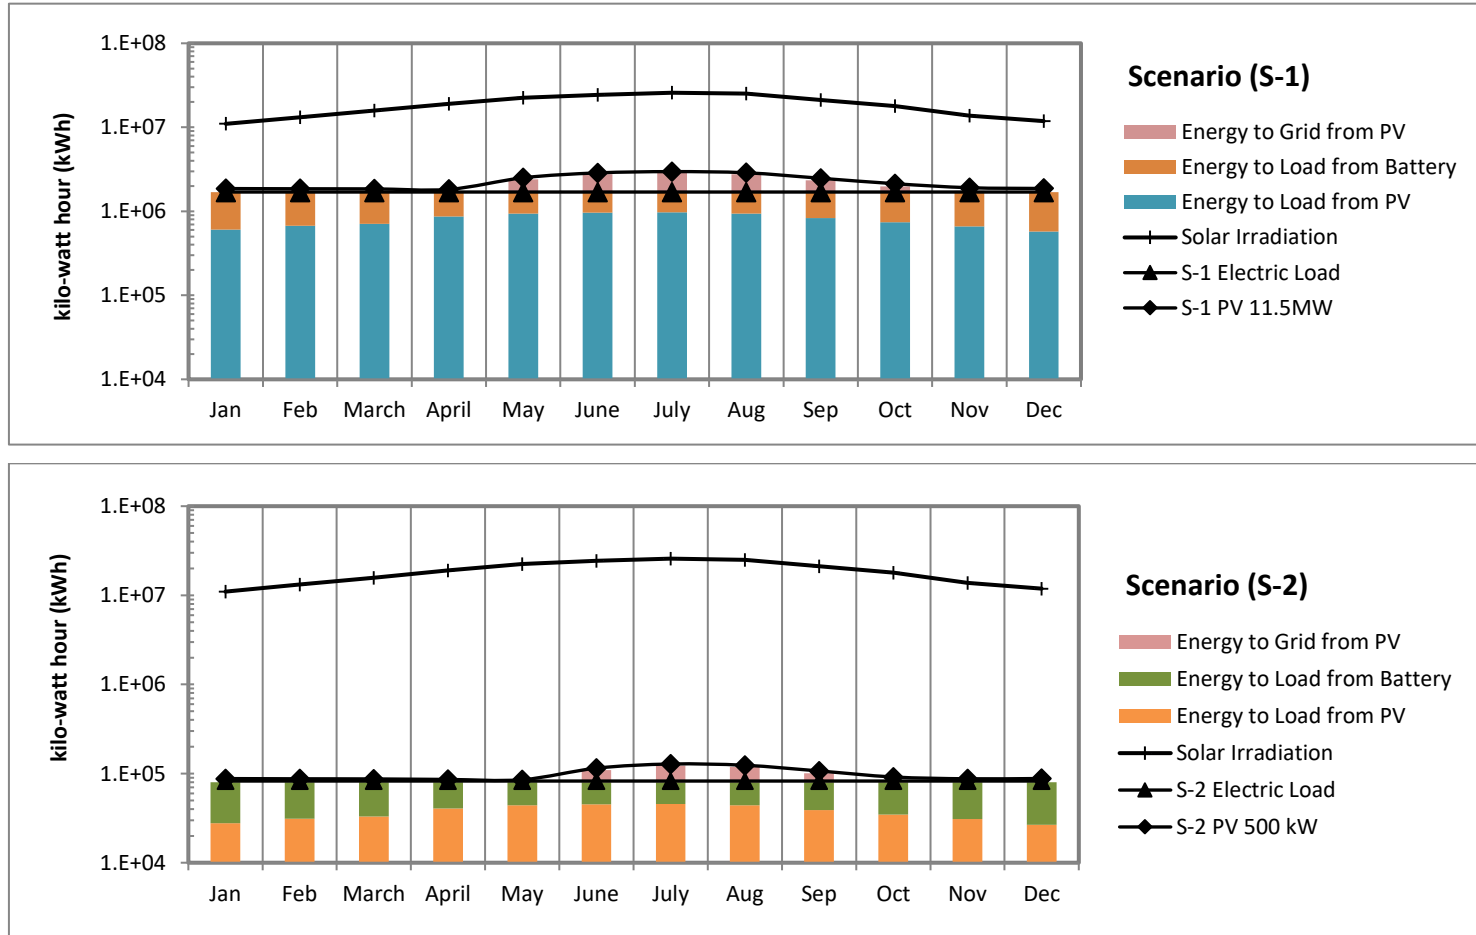 1.E+08
1.E+07
1.E+06
1.E+05
1.E+04
kilo-watt hour (kWh)
Jan Feb March April May June July Aug Sep Oct Nov Dec
Scenario (S-1)
Energy to Grid from PV
Energy to Load from Battery
Energy to Load from PV
Solar Irradiation
S-1 Electric Load
S-1 PV 11.5MW
1.E+08
1.E+07
1.E+06
1.E+05
1.E+04
kilo-watt hour (kWh)
Jan Feb March April May June July Aug Sep Oct Nov Dec
Scenario (S-2)
Energy to Grid from PV
Energy to Load from Battery
Energy to Load from PV
Solar Irradiation
S-2 Electric Load
S-2 PV 500 kW